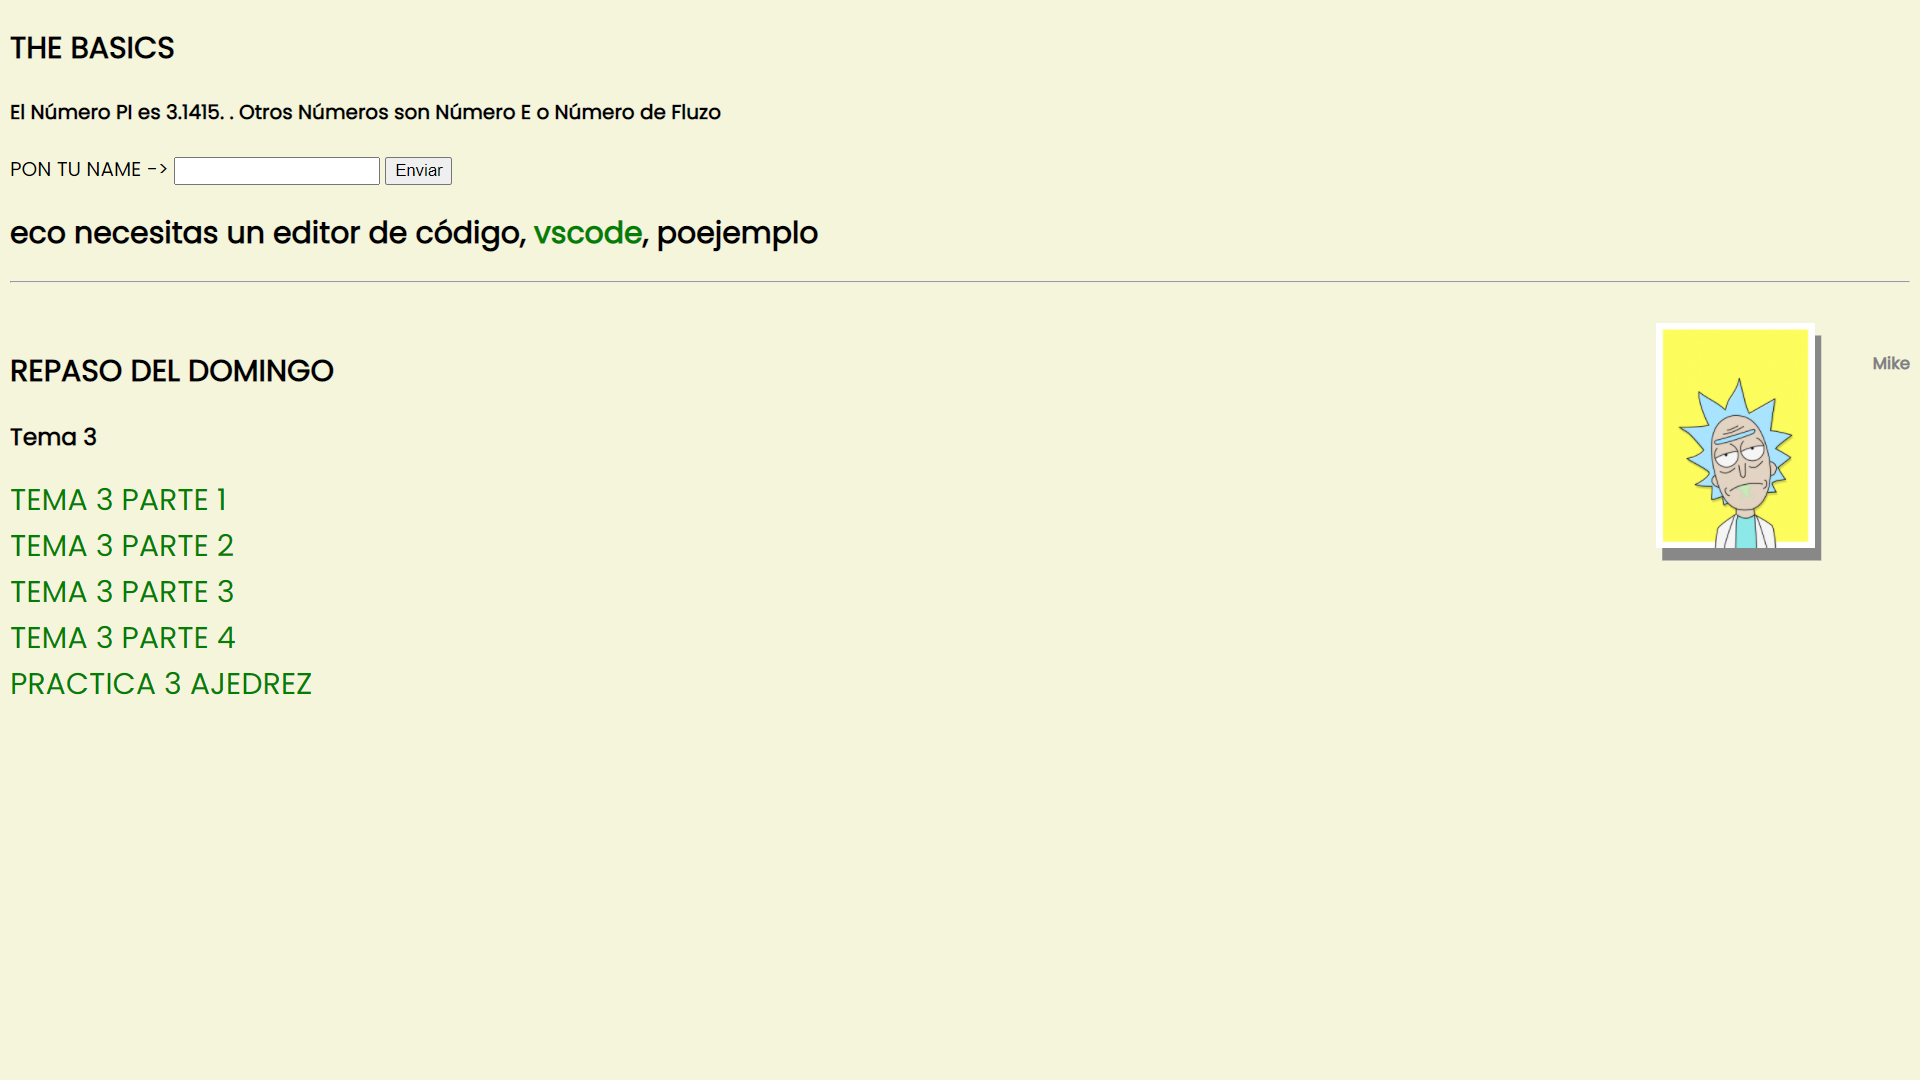 THE BASICS
El Número PI es 3.1415. . Otros Números son Número E o Número de Fluzo
PON TU NAME -> Enviar
eco necesitas un editor de código, vscode, poejemplo
Mike
REPASO DEL DOMINGO
Tema 3
TEMA 3 PARTE 1
TEMA 3 PARTE 2
TEMA 3 PARTE 3
TEMA 3 PARTE 4
PRACTICA 3 AJEDREZ